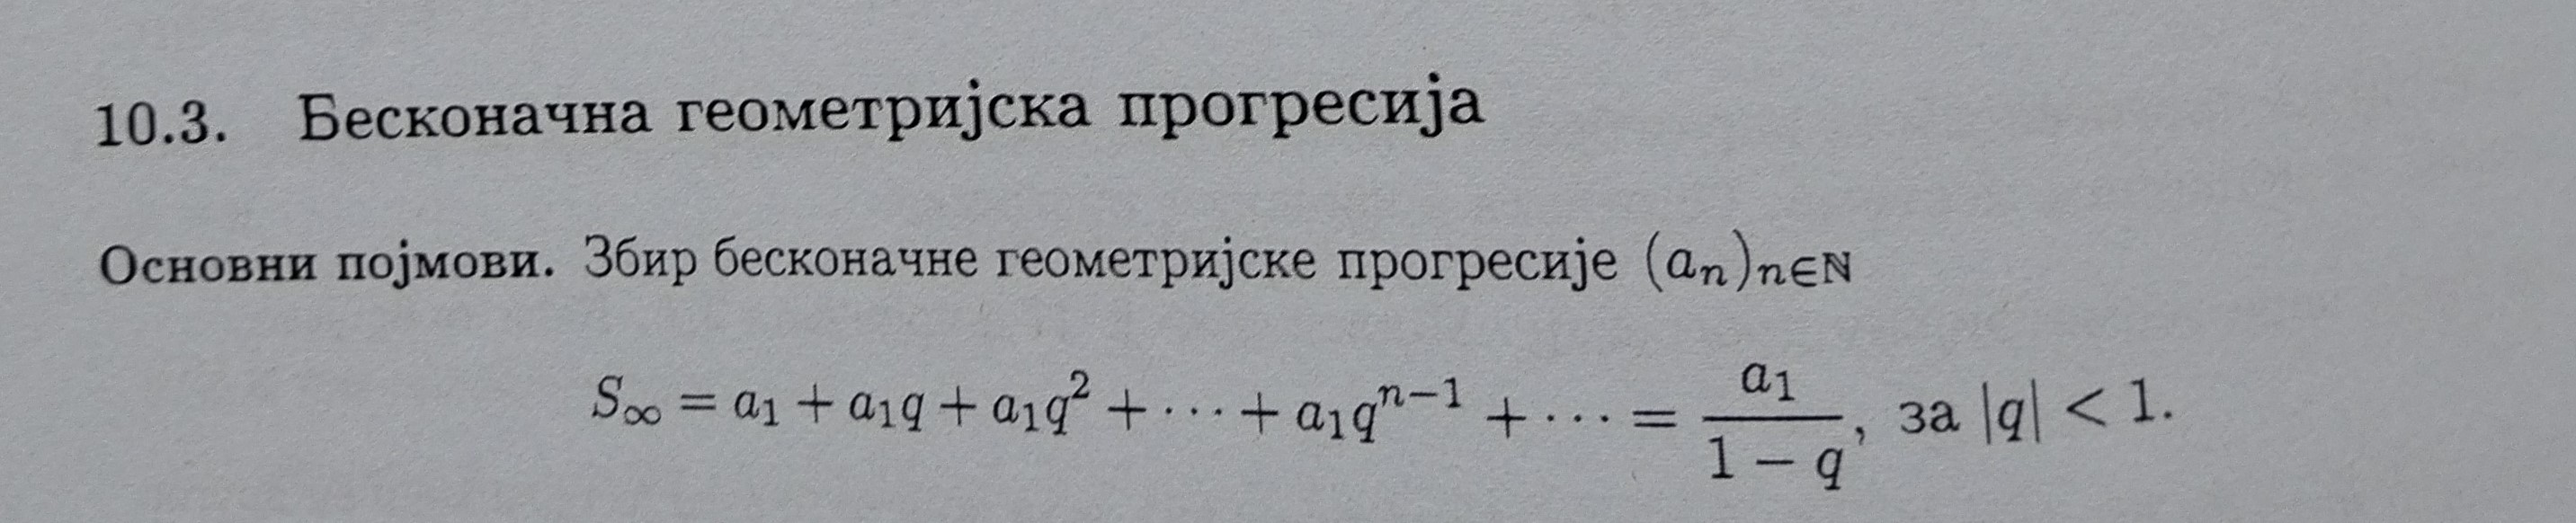 10.3. Бесконачна геометријска прогресија
Основни појмови. Збир бесконачне геометријске прогресије $(a_n)_{n\in\mathbb{N}}$
$S_\infty = a_1 + a_1q + a_1q^2 + \cdots + a_1q^{n-1} + \cdots = \frac{a_1}{1-q}$, за $|q| < 1$.